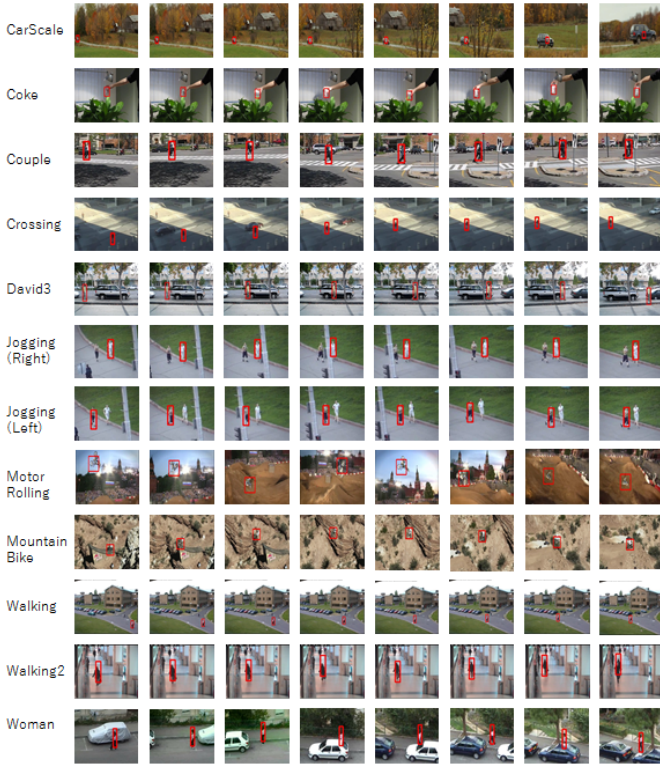 CarScale
Coke
Couple
Crossing
David3
Jogging
(Right)
Jogging
(Left)
Motor
Rolling
Mountain
Bike
Walking
Walking2
Woman